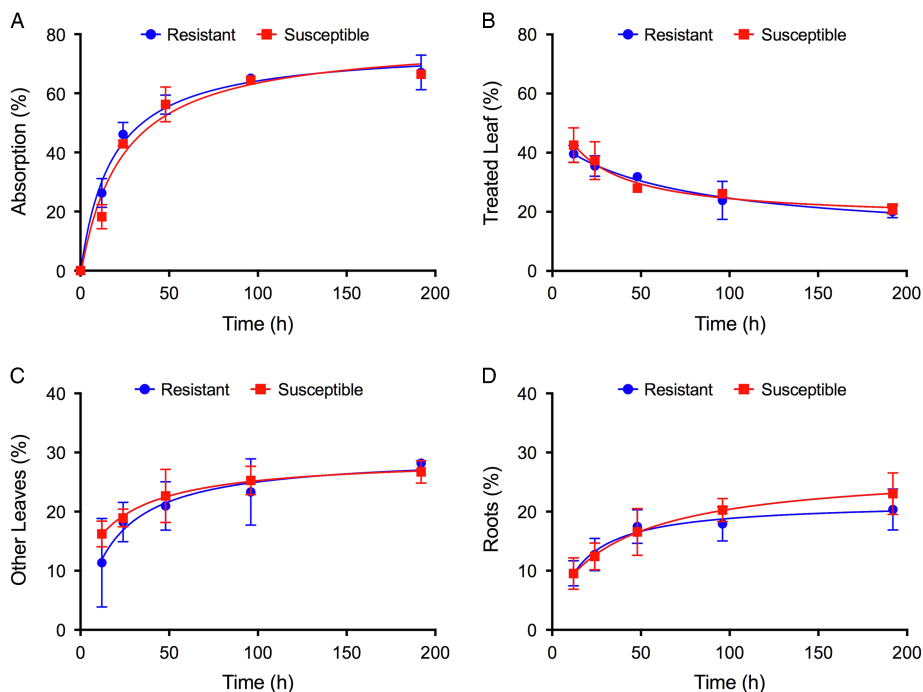 A
Resistant Susceptible
80
60
40
20
0
0 50 100 150 200
Absorption (%)
Time (h)
B
Resistant Susceptible
80
60
40
20
0
0 50 100 150 200
Treated Leaf (%)
Time (h)
C
Resistant Susceptible
40
30
20
10
0
0 50 100 150 200
Other Leaves (%)
Time (h)
D
Resistant Susceptible
40
30
20
10
0
0 50 100 150 200
Roots (%)
Time (h)